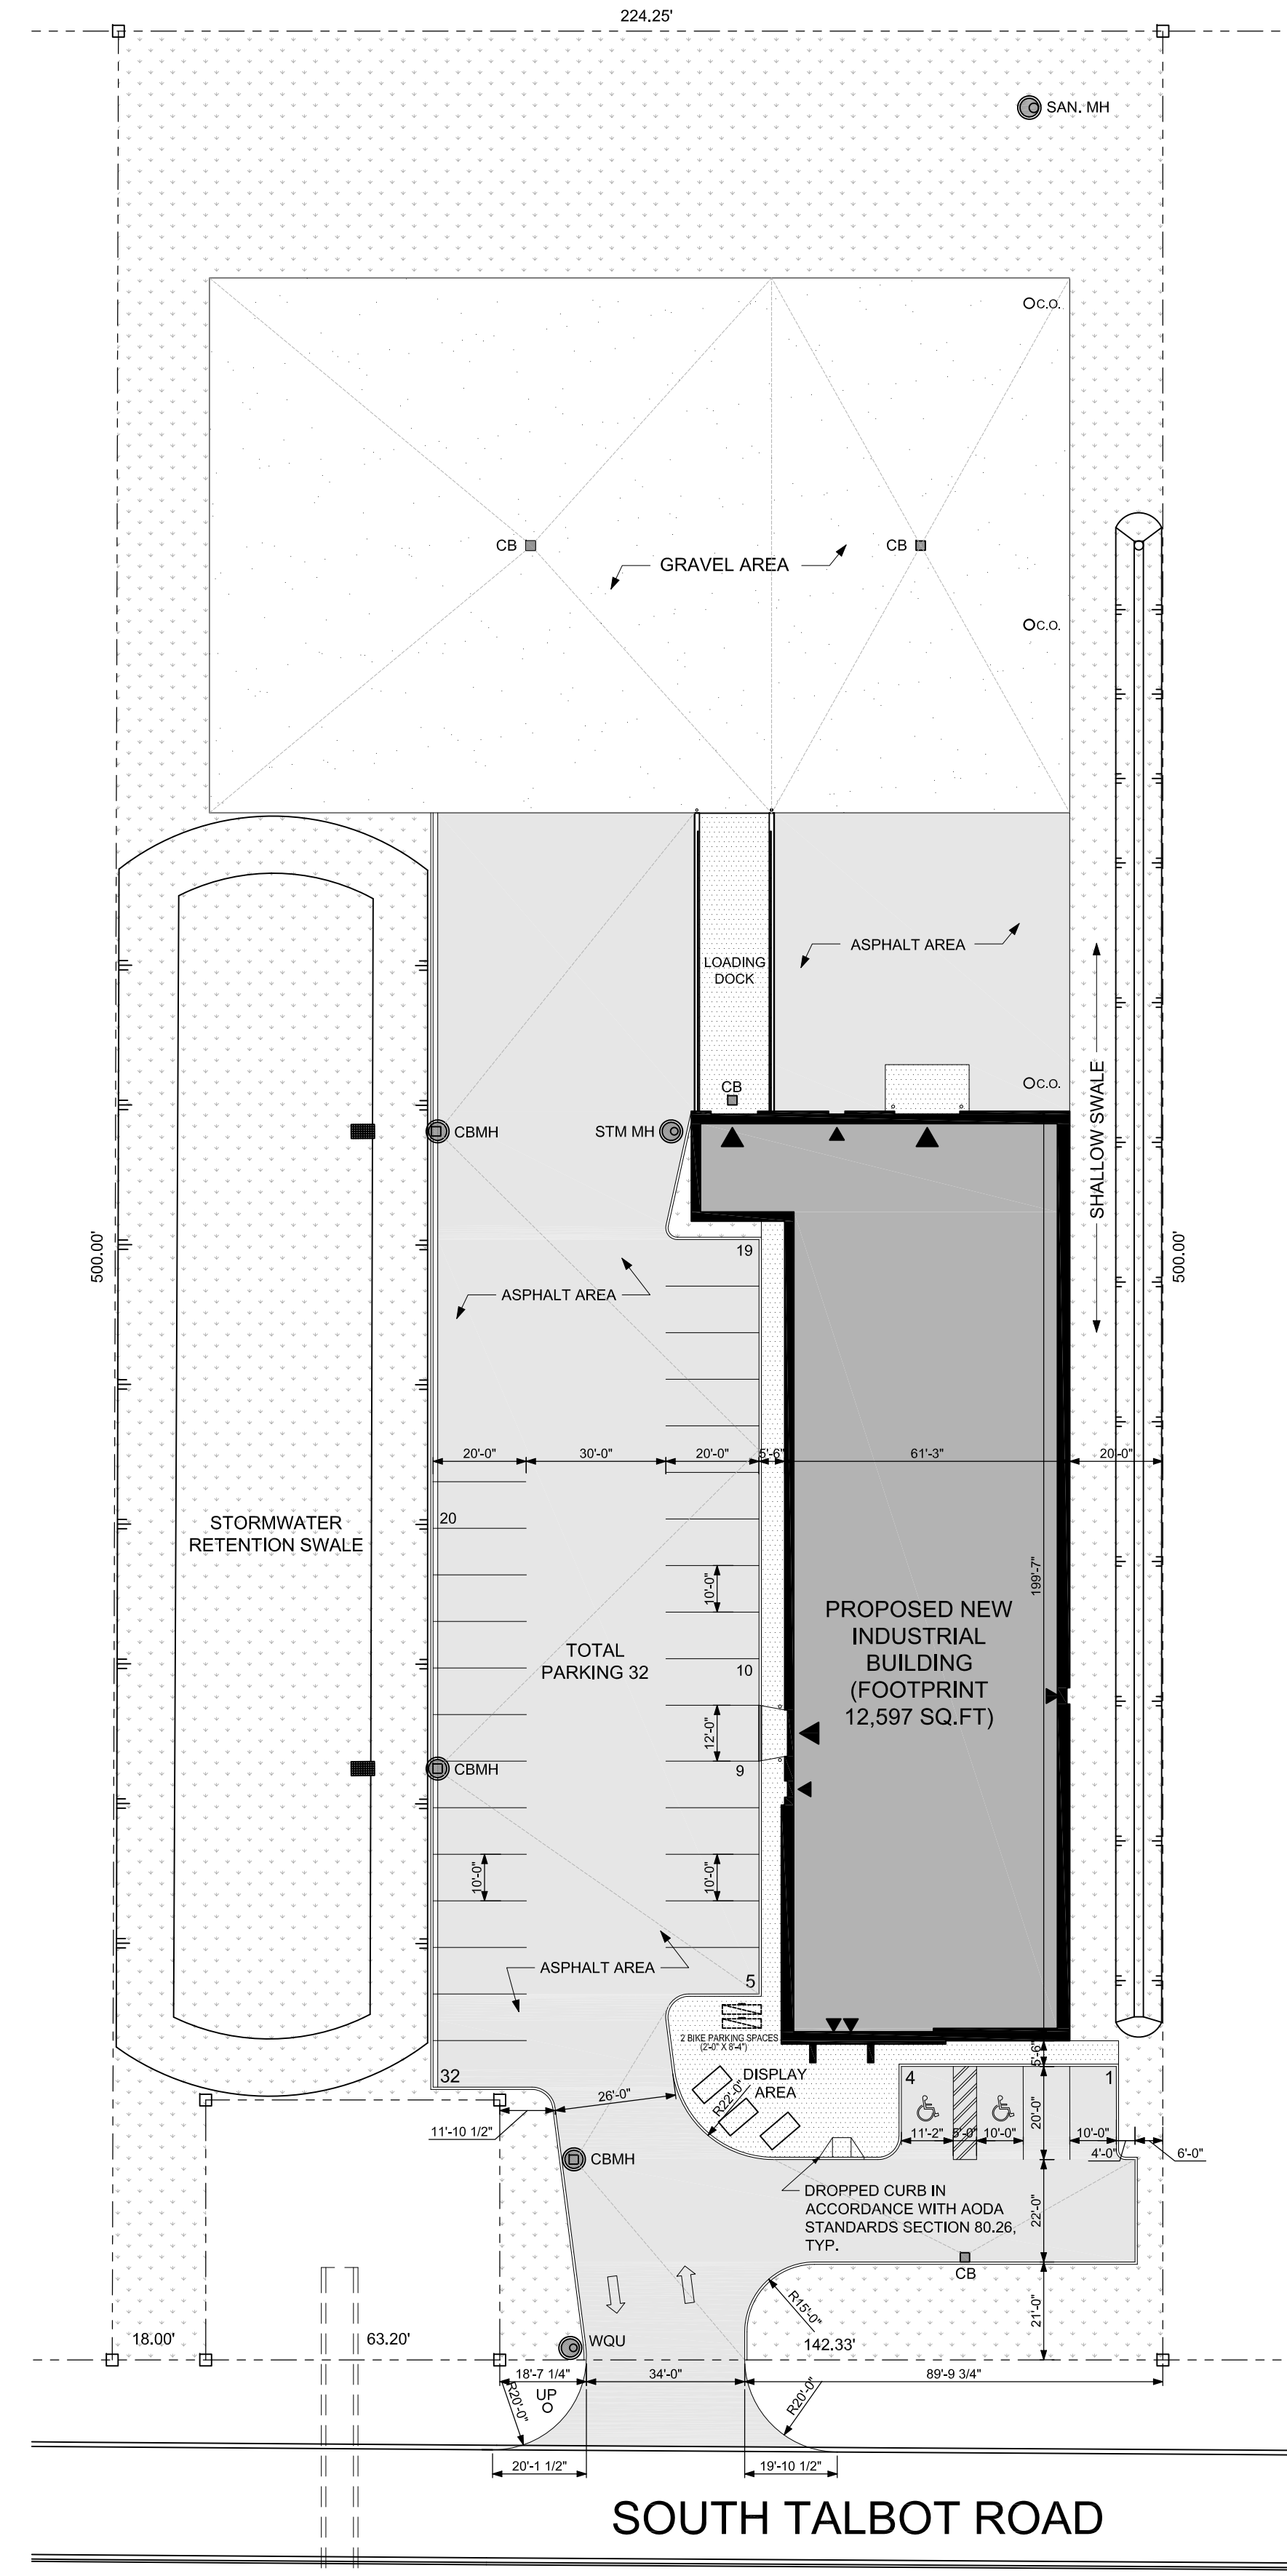 224.25'
SAN. MH
C.O.
CB
CB
GRAVEL AREA
C.O.
ASPHALT AREA
LOADING
DOCK
CB
C.O.
SHALLOW SWALE
CBMH
STM MH
500.00'
500.00'
19
ASPHALT AREA
20'-0"
30'-0"
20'-0"
5'-6"
61'-3"
20'-0"
20
STORMWATER
RETENTION SWALE
199'-7"
10'-0"
PROPOSED NEW
INDUSTRIAL
BUILDING
(FOOTPRINT
12,597 SQ.FT)
TOTAL
PARKING 32
10
12'-0"
CBMH
9
10'-0"
10'-0"
ASPHALT AREA
5
2 BIKE PARKING SPACES
(2'-0" X 8'-4")
5'-6"
32
DISPLAY
AREA
4
1
26'-0"
R22'-0"
20'-0"
11'-10 1/2"
11'-2"
5'-0"
10'-0"
10'-0"
4'-0"
6'-0"
CBMH
DROPPED CURB IN
ACCORDANCE WITH AODA
STANDARDS SECTION 80.26,
TYP.
22'-0"
CB
R15'-0"
21'-0"
18.00'
63.20'
WQU
142.33'
18'-7 1/4"
34'-0"
89'-9 3/4"
R20'-0"
UP
R20'-0"
20'-1 1/2"
19'-10 1/2"
SOUTH TALBOT ROAD